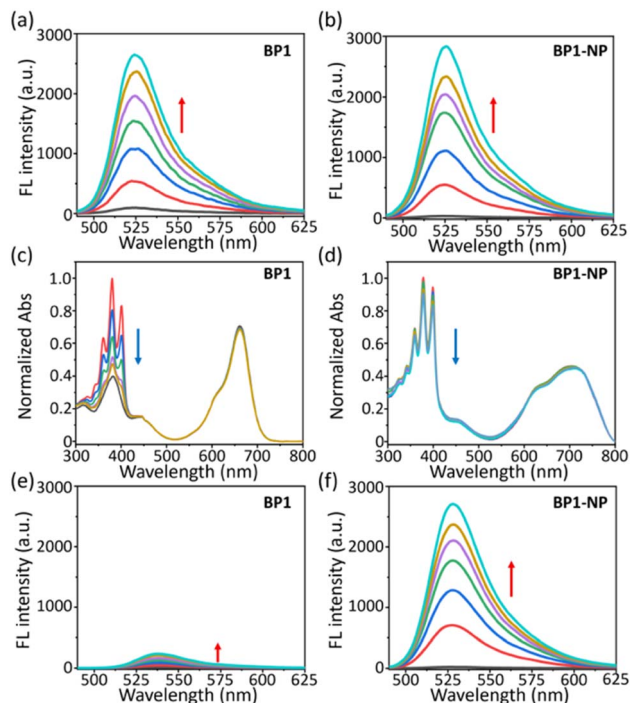 (a)
BP1
FL intensity (a.u.)
3000
2000
1000
0
500 525 550 575 600 625
Wavelength (nm)
(b)
BP1-NP
FL intensity (a.u.)
3000
2000
1000
0
500 525 550 575 600 625
Wavelength (nm)
(c)
BP1
Normalized Abs
1.0
0.8
0.6
0.4
0.2
0
300 400 500 600 700 800
Wavelength (nm)
(d)
BP1-NP
Normalized Abs
1.0
0.8
0.6
0.4
0.2
0
300 400 500 600 700 800
Wavelength (nm)
(e)
BP1
FL intensity (a.u.)
3000
2000
1000
0
500 525 550 575 600 625
Wavelength (nm)
(f)
BP1-NP
FL intensity (a.u.)
3000
2000
1000
0
500 525 550 575 600 625
Wavelength (nm)